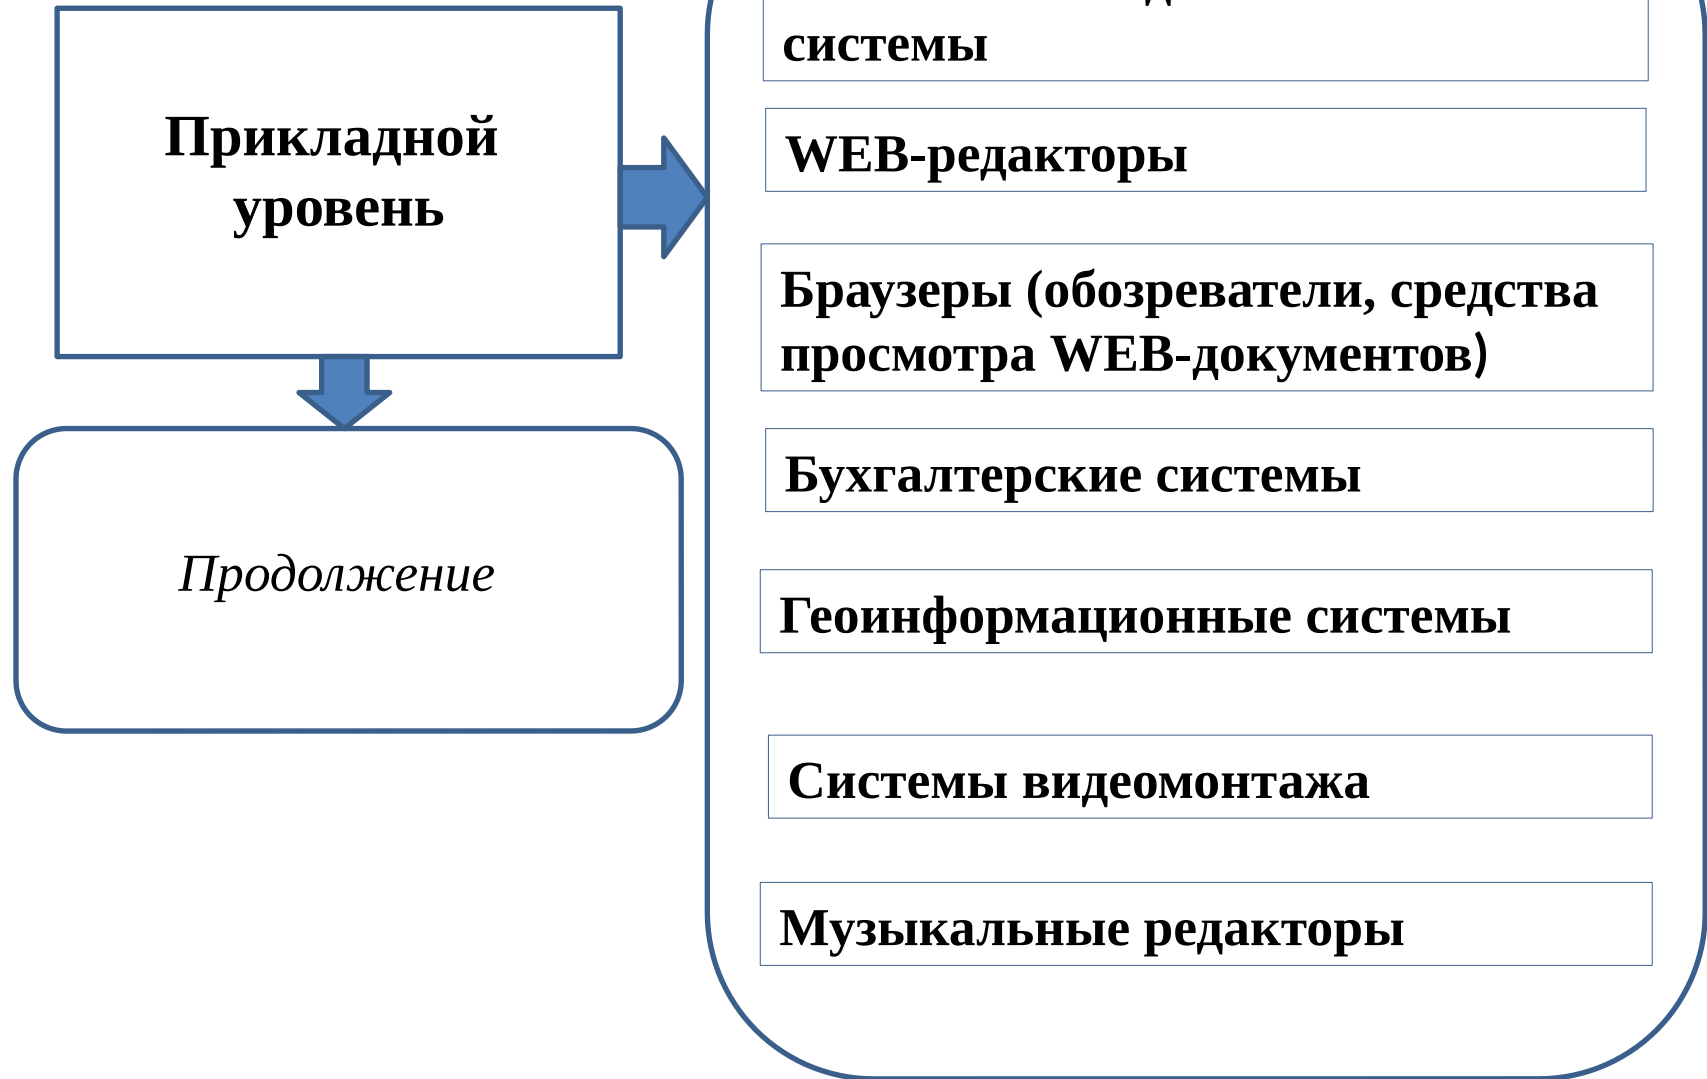 Прикладной
уровень
Продолжение
системы
WEB-редакторы
Браузеры (обозреватели, средства
просмотра WEB-документов)
Бухгалтерские системы
Геоинформационные системы
Системы видеомонтажа
Музыкальные редакторы